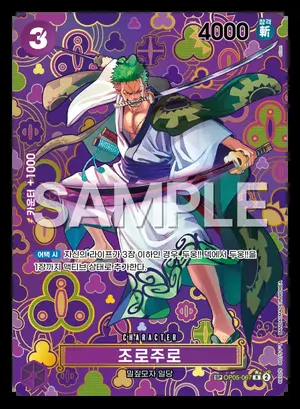 3
4000
참격
斬
카운터 +1000
SAMPLE
어택 시 자신의 라이프가 3장 이하인 경우, 두웅!! 덱에서 두웅!!을
1장까지 액티브 상태로 추가한다.
CHARACTER
조로주로
밀짚모자 일당
OP05-067 R 2